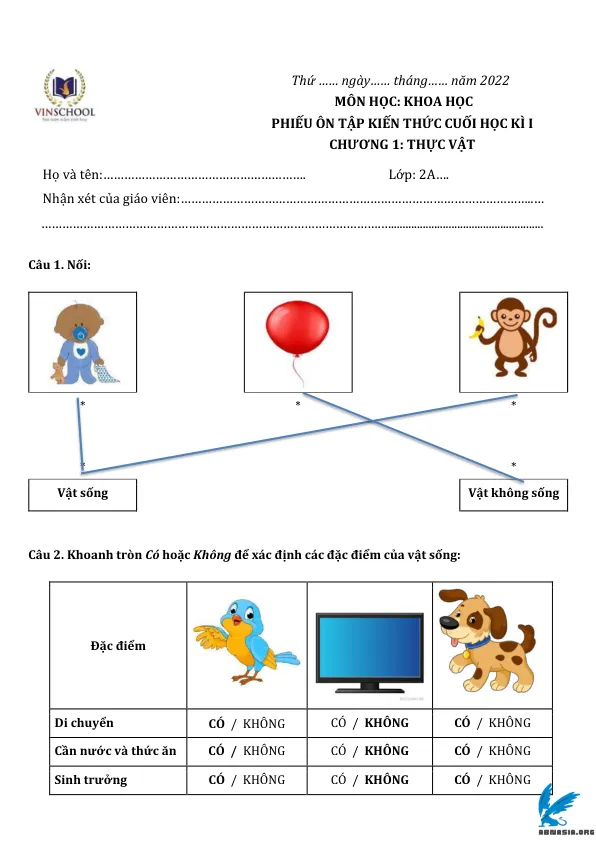 VINSCHOOL
Thứ …… ngày…… tháng…… năm 2022
MÔN HỌC: KHOA HỌC
PHIẾU ÔN TẬP KIẾN THỨC CUỐI HỌC KÌ I
CHƯƠNG 1: THỰC VẬT
Họ và tên:…………………………………………………. Lớp: 2A….
Nhận xét của giáo viên:…………………………………………………………………………………………..…
……………………………………………………………………………………..….......................................................
Câu 1. Nối:
* * *
* *
Vật sống Vật không sống
Câu 2. Khoanh tròn Có hoặc Không để xác định các đặc điểm của vật sống:
Đặc điểm
Di chuyển CÓ / KHÔNG CÓ / KHÔNG CÓ / KHÔNG
Cần nước và thức ăn CÓ / KHÔNG CÓ / KHÔNG CÓ / KHÔNG
Sinh trưởng CÓ / KHÔNG CÓ / KHÔNG CÓ / KHÔNG
ABNASIA.ORG